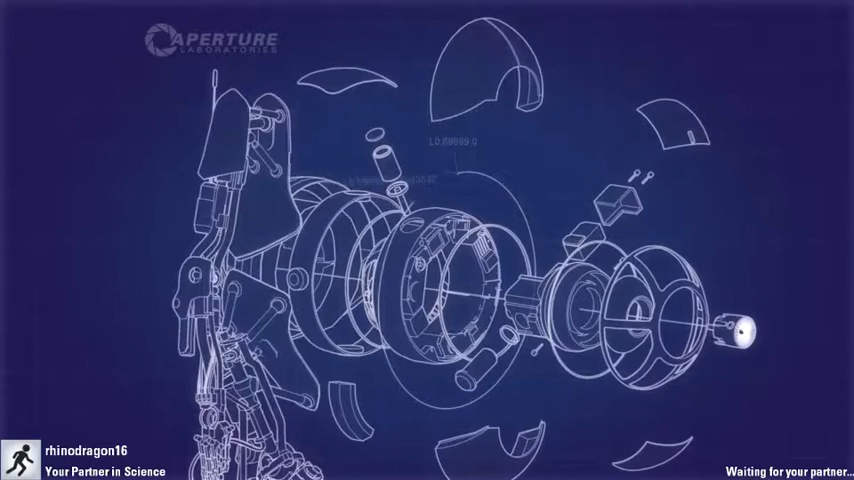 APERTURE
LABORATORIES
rhinodragon16
Your Partner in Science
Waiting for your partner...